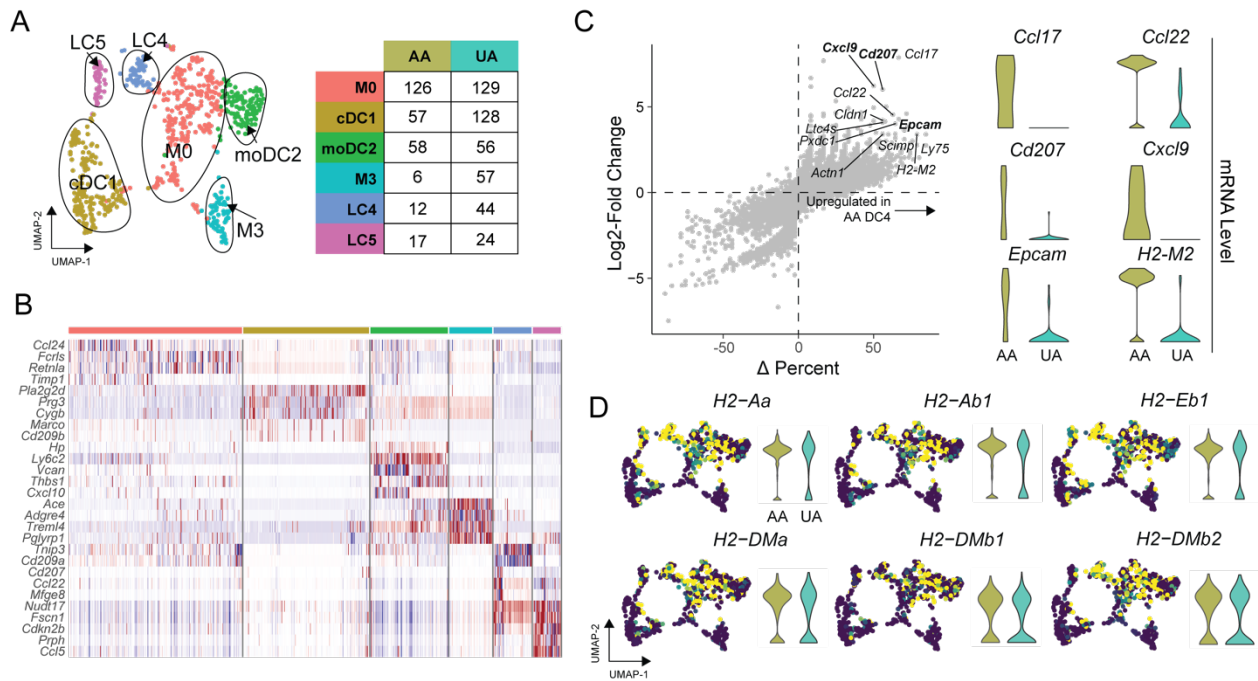 A
LC5
LC4
M0
moDC2
cDC1
M3
UMAP-2
UMAP-1
AA UA
M0 126 129
cDC1 57 128
moDC2 58 56
M3 6 57
LC4 12 44
LC5 17 24
B
Ccl24
Fcrls
Retnla
Timp1
Pla2g2d
Prg3
Cygb
Marco
Cd209b
Hp
Ly6c2
Vcan
Thbs1
Cxcl10
Ace
Adgre4
Treml4
Pglyrp1
Tnip3
Cd209a
Cd207
Ccl22
Mfge8
Nudt17
Fscn1
Cdkn2b
Prph
Ccl5
C
Log2-Fold Change
5
0
−5
Cxcl9 Cd207 Ccl17
Ccl22
Cldn1
Ltc4s
Epcam
Pxdc1
Scimp
Ly75
Actn1
H2-M2
Upregulated in
AA DC4
-50 0 50
Δ Percent
Ccl17 Ccl22
Cd207 Cxcl9
Epcam H2-M2
AA UA AA UA
mRNA Level
D
H2−Aa H2−Ab1 H2−Eb1
AA UA
H2−DMa H2−DMb1 H2−DMb2
UMAP-2
UMAP-1